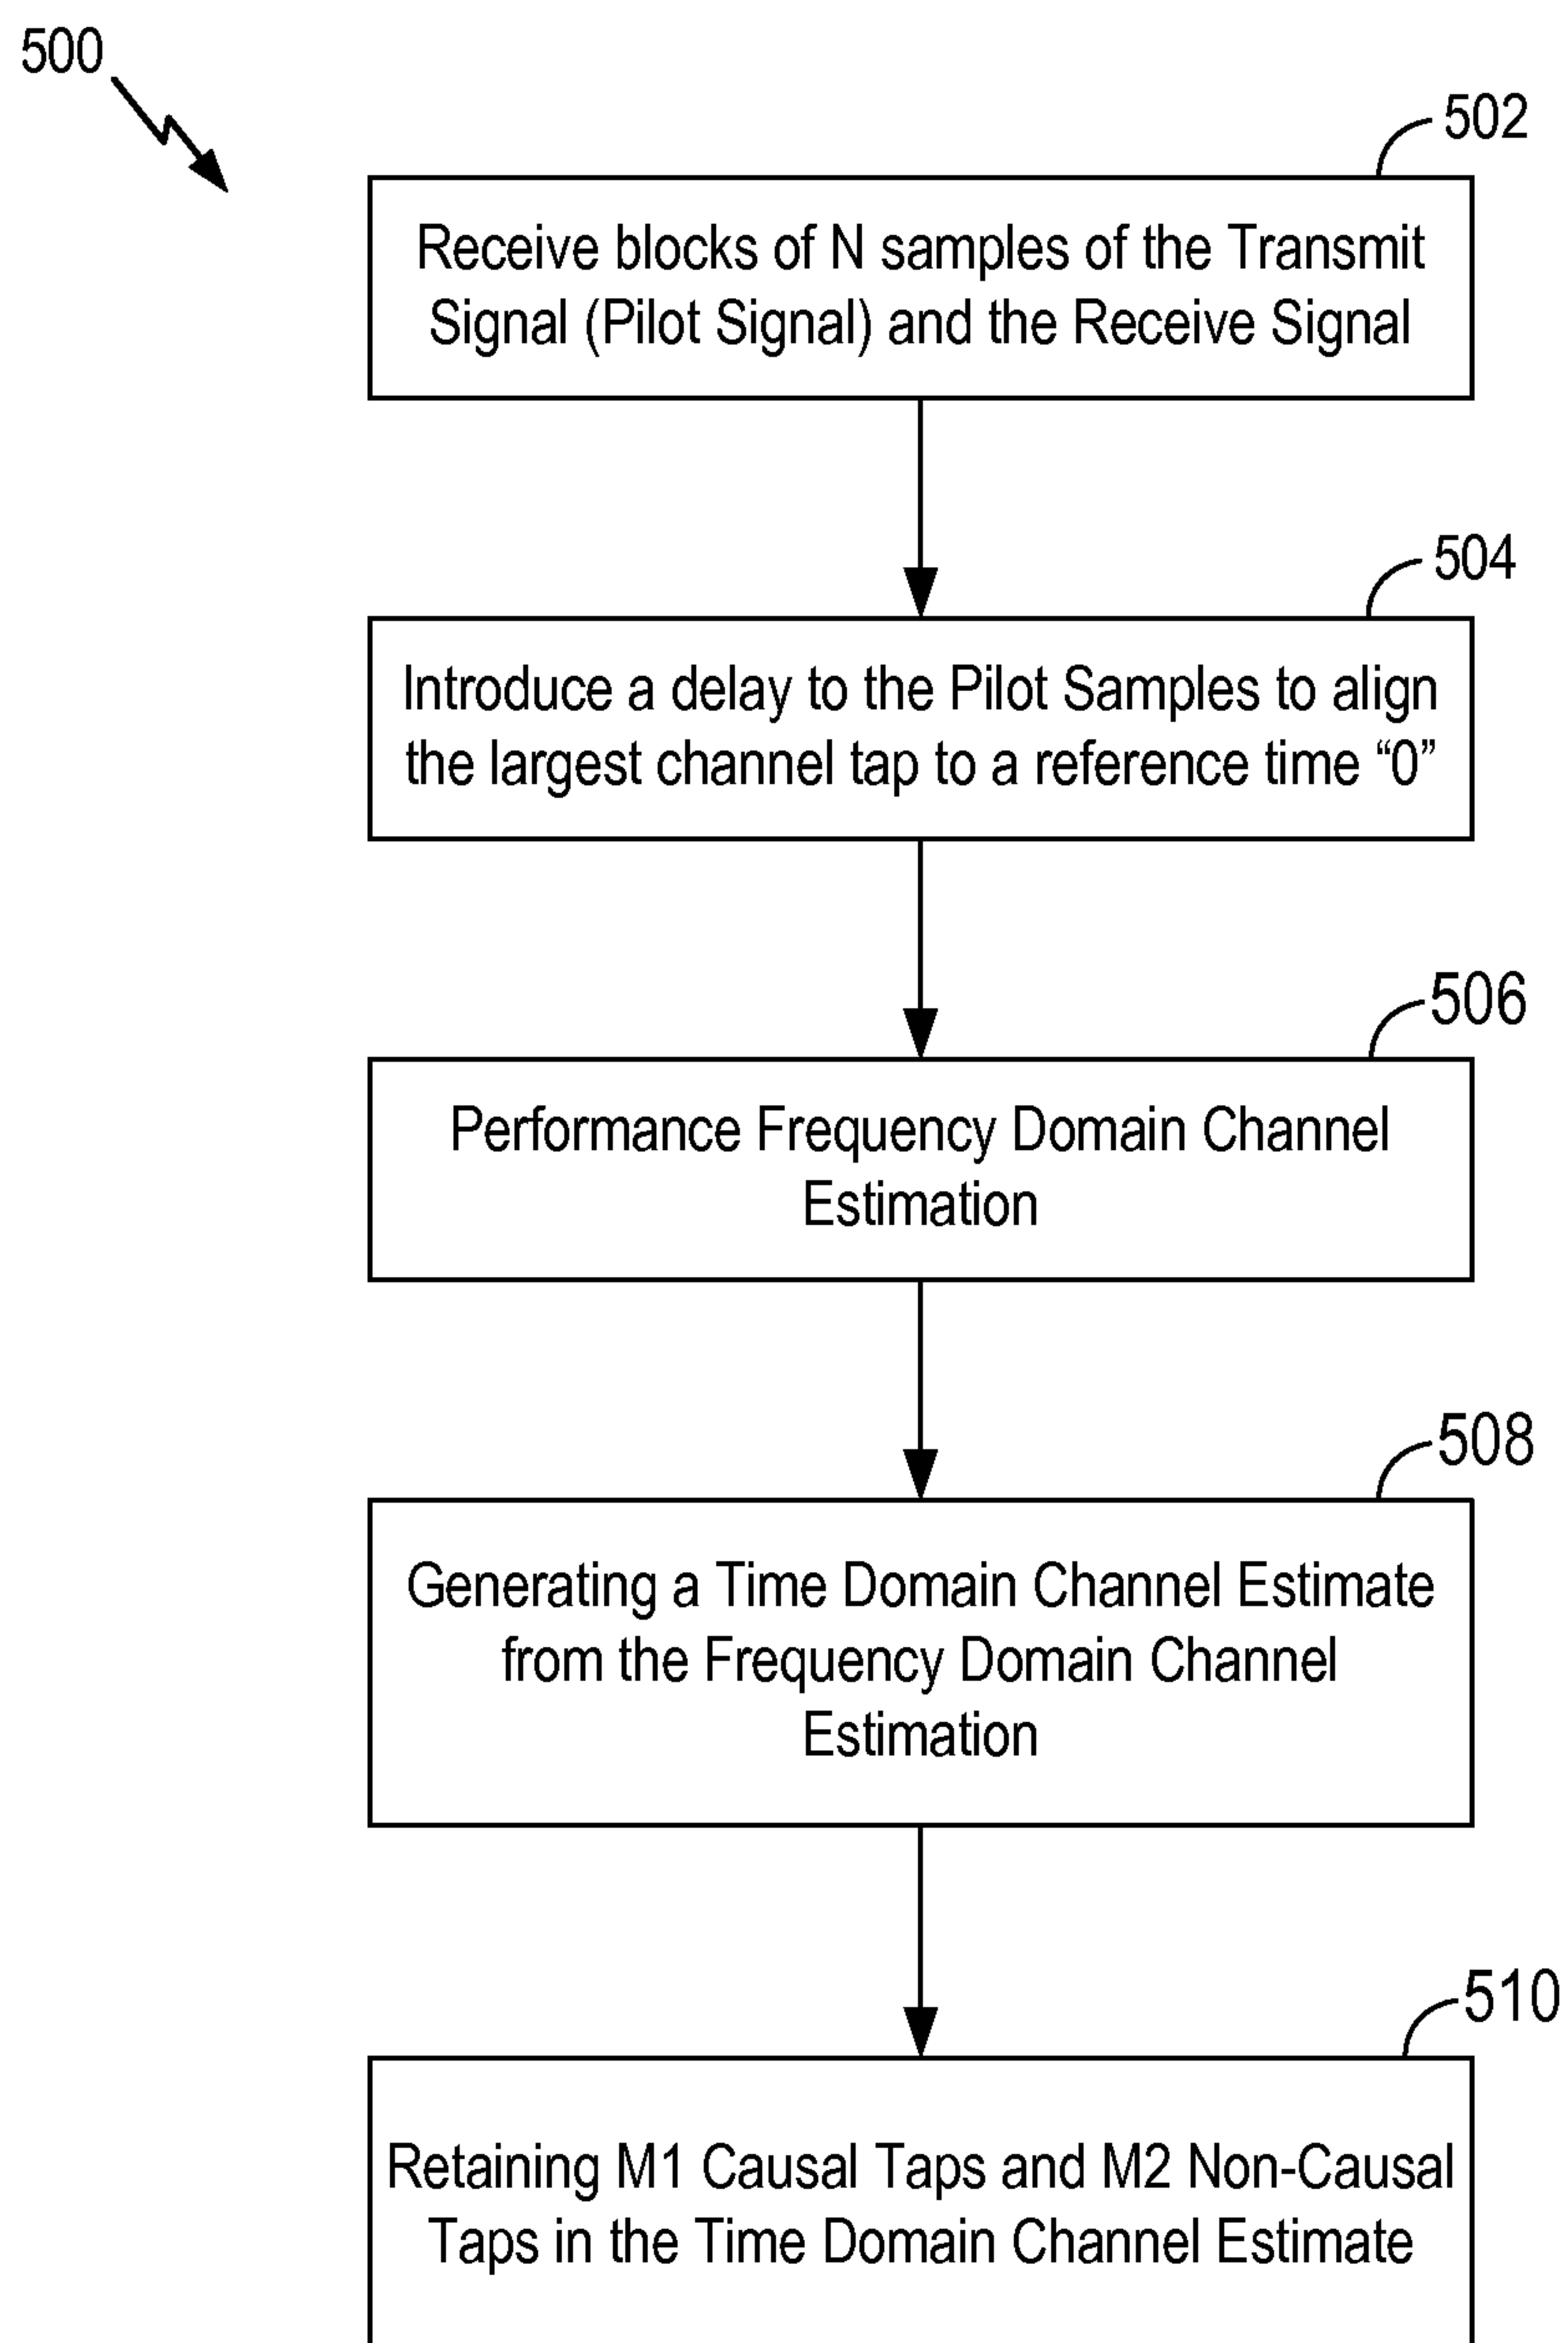 500
502
Receive blocks of N samples of the Transmit
Signal (Pilot Signal) and the Receive Signal
504
Introduce a delay to the Pilot Samples to align
the largest channel tap to a reference time “0”
506
Performance Frequency Domain Channel
Estimation
508
Generating a Time Domain Channel Estimate
from the Frequency Domain Channel
Estimation
510
Retaining M1 Causal Taps and M2 Non-Causal
Taps in the Time Domain Channel Estimate